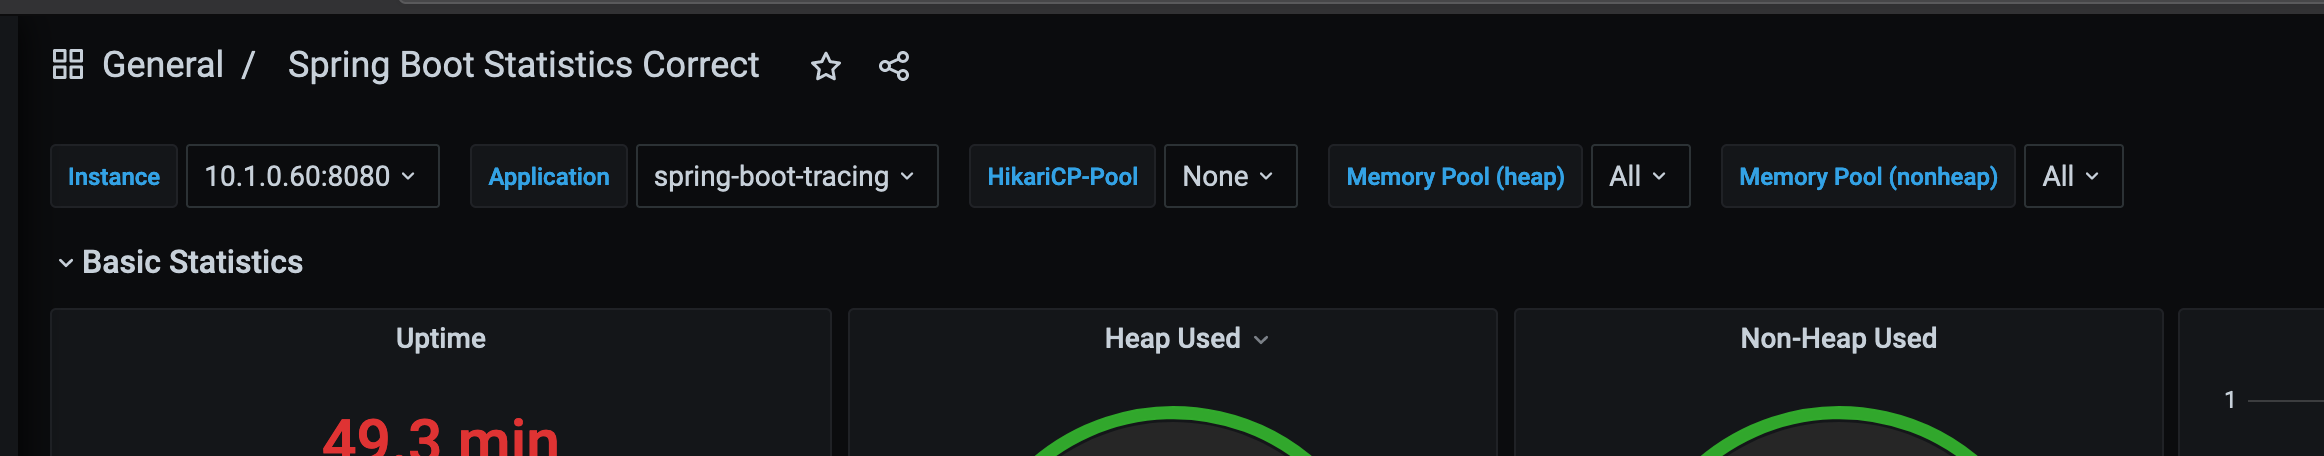 General / Spring Boot Statistics Correct
Instance 10.1.0.60:8080 Application spring-boot-tracing HikariCP-Pool None Memory Pool (heap) All Memory Pool (nonheap) All
Basic Statistics
Uptime Heap Used Non-Heap Used
1
49.3 min